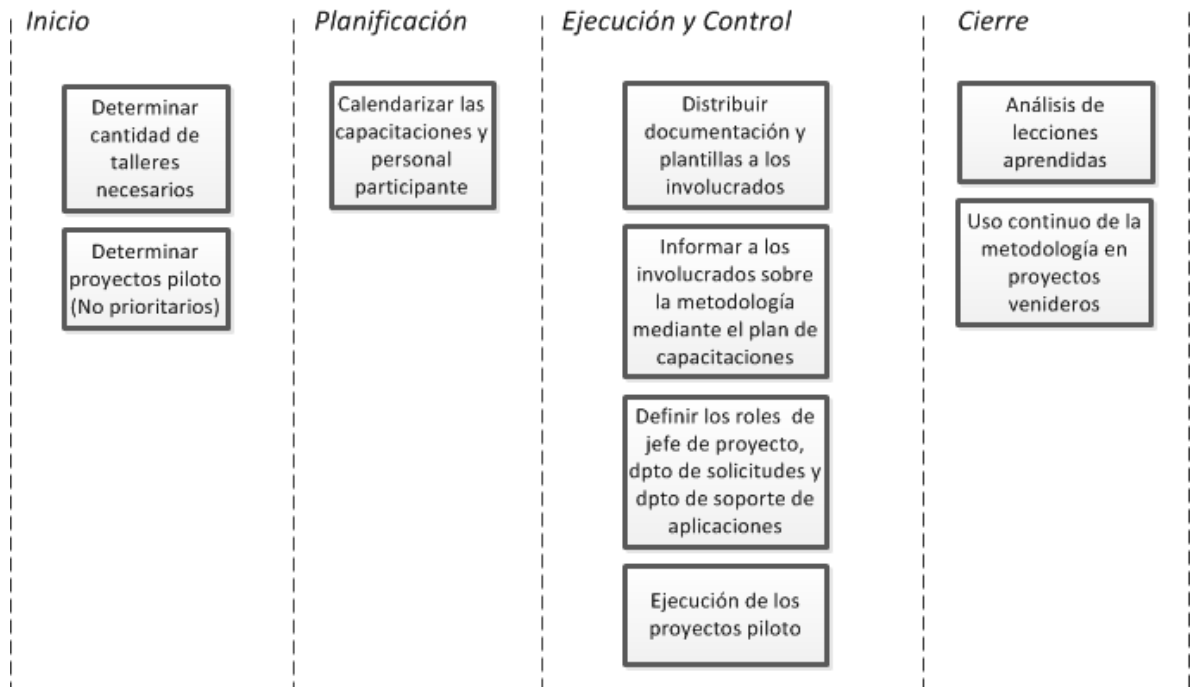 Inicio
Determinar
cantidad de
talleres
necesarios
Determinar
proyectos piloto
(No prioritarios)
Planificación
Calendarizar las
capacitaciones y
personal
participante
Ejecución y Control
Distribuir
documentación y
plantillas a los
involucrados
Informar a los
involucrados sobre
la metodología
mediante el plan de
capacitaciones
Definir los roles de
jefe de proyecto,
dpto de solicitudes y
dpto de soporte de
aplicaciones
Ejecución de los
proyectos piloto
Cierre
Análisis de
lecciones
aprendidas
Uso continuo de la
metodología en
proyectos
venideros